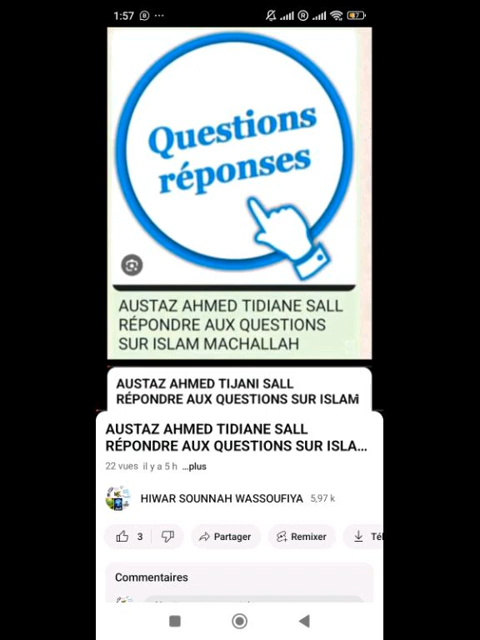 1:57
Questions
réponses
AUSTAZ AHMED TIDIANE SALL
RÉPONDRE AUX QUESTIONS
SUR ISLAM MACHALLAH
AUSTAZ AHMED TIJANI SALL
RÉPONDRE AUX QUESTIONS SUR ISLAM
AUSTAZ AHMED TIDIANE SALL
RÉPONDRE AUX QUESTIONS SUR ISLA...
22 vues il y a 5 h ...plus
HIWAR SOUNNAH WASSOUFIYA 5,97 k
3 Partager Remixer Tél
Commentaires